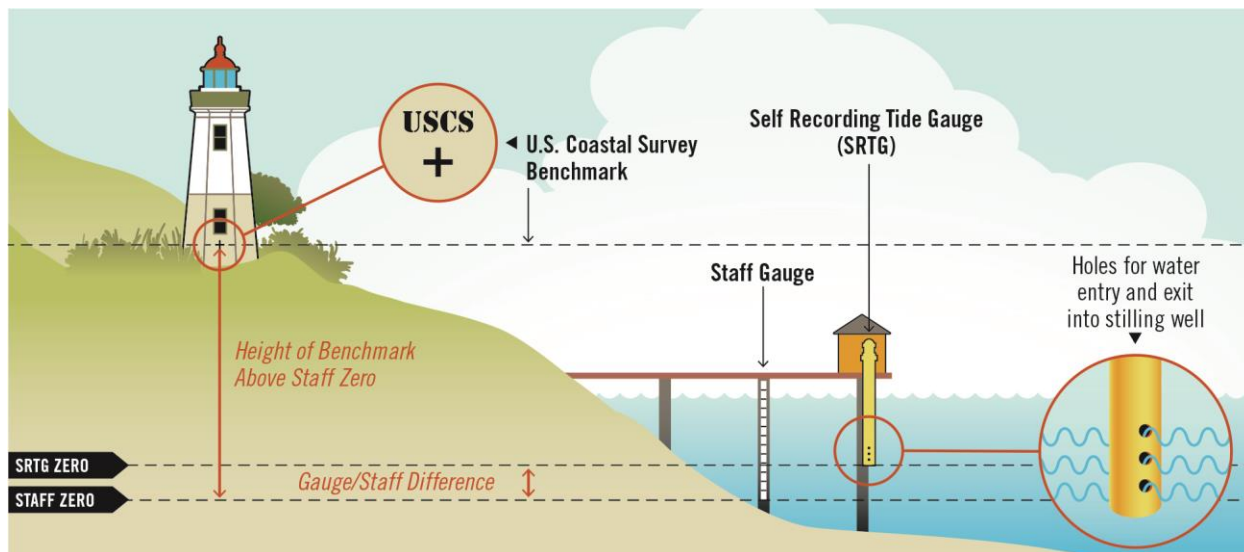 USCS
+
U.S. Coastal Survey
Benchmark
Self Recording Tide Gauge
(SRTG)
Staff Gauge
Holes for water
entry and exit
into stilling well
Height of Benchmark
Above Staff Zero
SRTG ZERO
Gauge/Staff Difference
STAFF ZERO